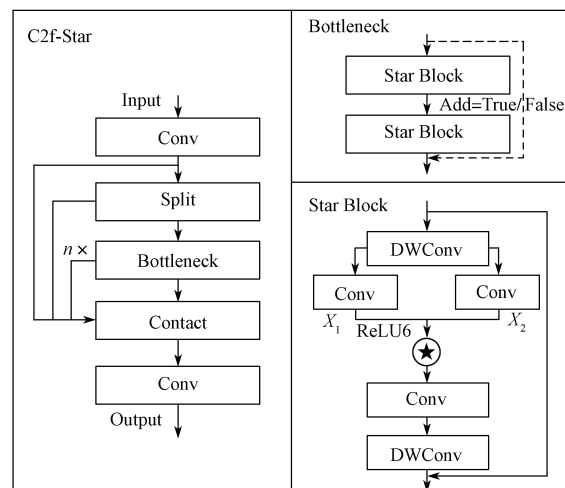 C2f-Star
Input
Conv
Split
n ×
Bottleneck
Contact
Conv
Output
Bottleneck
Star Block
Add=True/False
Star Block
Star Block
DWConv
Conv
Conv
X₁
ReLU6
X₂
Conv
DWConv